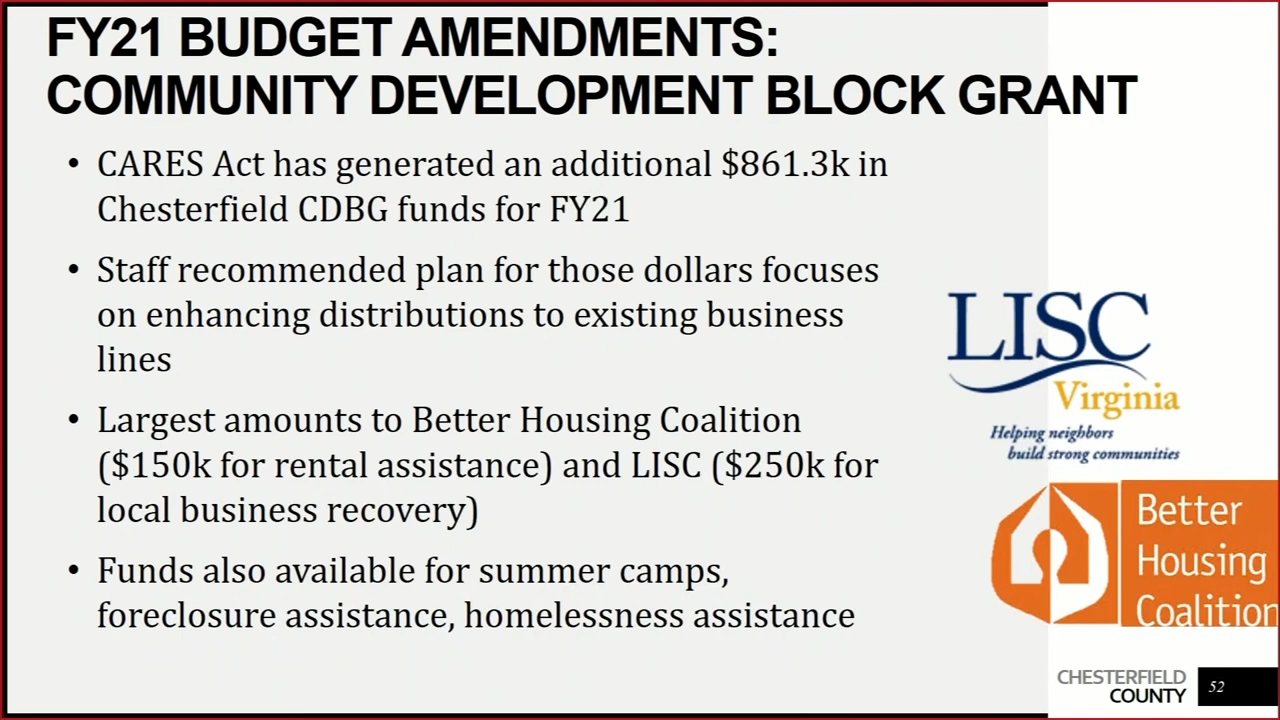 FY21 BUDGET AMENDMENTS:
COMMUNITY DEVELOPMENT BLOCK GRANT
• CARES Act has generated an additional $861.3k in
Chesterfield CDBG funds for FY21
• Staff recommended plan for those dollars focuses
on enhancing distributions to existing business
lines
• Largest amounts to Better Housing Coalition
($150k for rental assistance) and LISC ($250k for
local business recovery)
• Funds also available for summer camps,
foreclosure assistance, homelessness assistance
LISC
Virginia
Helping neighbors
build strong communities
Better
Housing
Coalition
CHESTERFIELD
COUNTY
52